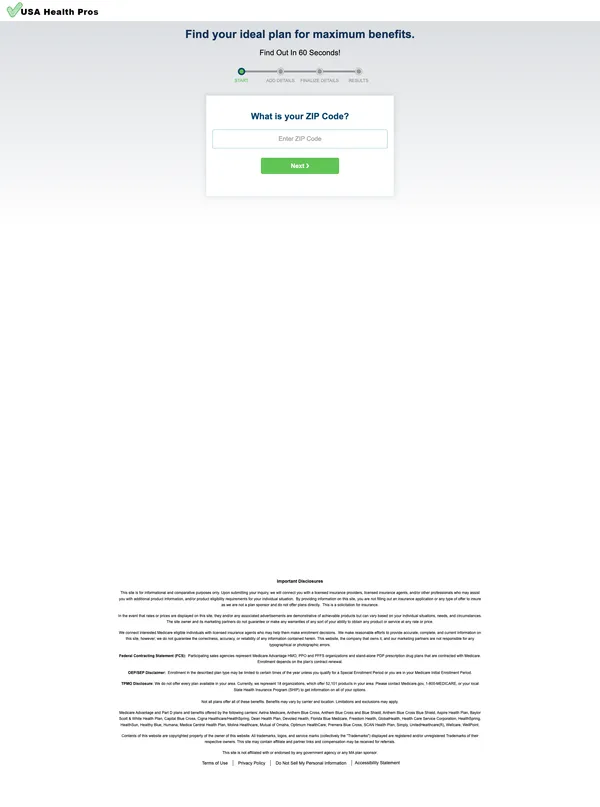 USA Health Pros
Find your ideal plan for maximum benefits.
Find Out In 60 Seconds!
START
ADD DETAILS
FINALIZE DETAILS
RESULTS
What is your ZIP Code?
Enter ZIP Code
Next
Important Disclosures
This site is for informational and comparative purposes only. Upon submitting your inquiry, we will connect you with a licensed insurance providers, licensed insurance agents, and/or other professionals who may assist
you with additional product information, and/or product eligibility requirements for your individual situation. By providing information on this site, you are not filling out an insurance application or any type of offer to insure
as we are not a plan sponsor and do not offer plans directly. This is a solicitation for insurance.
In the event that rates or prices are displayed on this site, they and/or any associated advertisements are demonstrative of achievable products but can vary based on your individual situations, needs, and circumstances.
The site owner and its marketing partners do not guarantee or make any warranties of any sort of your ability to obtain any product or service at any rate or price.
We connect interested Medicare eligible individuals with licensed insurance agents who may help them make enrollment decisions. We make reasonable efforts to provide accurate, complete, and current information on
this site, however, we do not guarantee the correctness, accuracy, or reliability of any information contained herein. This website, the company that owns it, and our marketing partners are not responsible for any
typographical or photographic errors.
Federal Contracting Statement (FCS): Participating sales agencies represent Medicare Advantage HMO, PPO and PFFS organizations and stand-alone PDP prescription drug plans that are contracted with Medicare.
Enrollment depends on the plan's contract renewal.
OEP/SEP Disclaimer: Enrollment in the described plan type may be limited to certain times of the year unless you qualify for a Special Enrollment Period or you are in your Medicare Initial Enrollment Period.
TPMO Disclosure: We do not offer every plan available in your area. Currently, we represent 18 organizations, which offer 52,101 products in your area. Please contact Medicare.gov, 1-800-MEDICARE, or your local
State Health Insurance Program (SHIP) to get information on all of your options.
Not all plans offer all of these benefits. Benefits may vary by carrier and location. Limitations and exclusions may apply.
Medicare Advantage and Part D plans and benefits offered by the following carriers: Aetna Medicare, Anthem Blue Cross, Anthem Blue Cross and Blue Shield, Anthem Blue Cross Blue Shield, Aspire Health Plan, Baylor
Scott & White Health Plan, Capital Blue Cross, Cigna HealthcareHealthSpring, Dean Health Plan, Devoted Health, Florida Blue Medicare, Freedom Health, GlobalHealth, Health Care Service Corporation, HealthSpring,
HealthSun, Healthy Blue, Humana, Medica Central Health Plan, Molina Healthcare, Mutual of Omaha, Optimum HealthCare, Premera Blue Cross, SCAN Health Plan, Simply, UnitedHealthcare(R), Wellcare, WellPoint.
Contents of this website are copyrighted property of the owner of this website. All trademarks, logos, and service marks (collectively the "Trademarks") displayed are registered and/or unregistered Trademarks of their
respective owners. This site may contain affiliate and partner links and compensation may be received for referrals.
This site is not affiliated with or endorsed by any government agency or any MA plan sponsor.
Terms of Use | Privacy Policy | Do Not Sell My Personal Information | Accessibility Statement